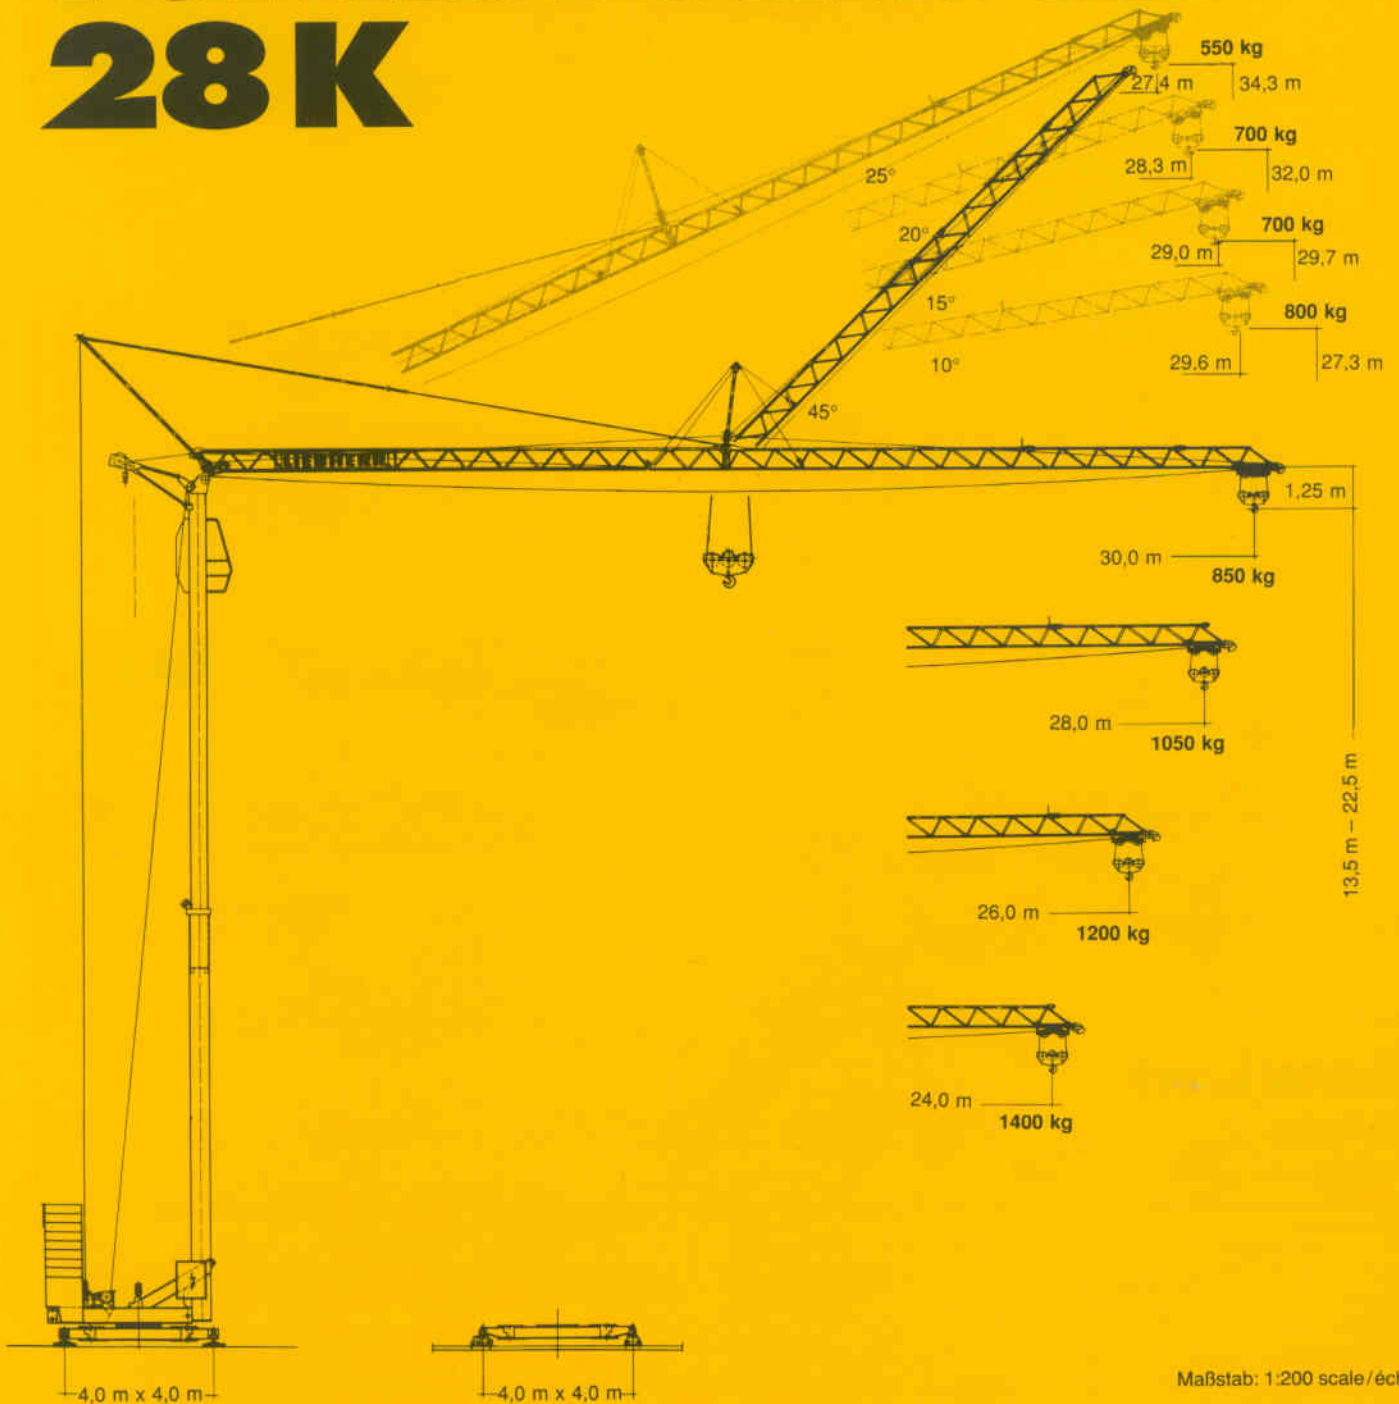 28 K
550 kg
27,4 m
34,3 m
700 kg
28,3 m
32,0 m
25°
700 kg
29,0 m
29,7 m
20°
800 kg
29,6 m
27,3 m
15°
10°
45°
LIEBHERR
1,25 m
30,0 m
850 kg
28,0 m
1050 kg
13,5 m – 22,5 m
26,0 m
1200 kg
24,0 m
1400 kg
4,0 m x 4,0 m
4,0 m x 4,0 m
Maßstab: 1:200 scale/éch